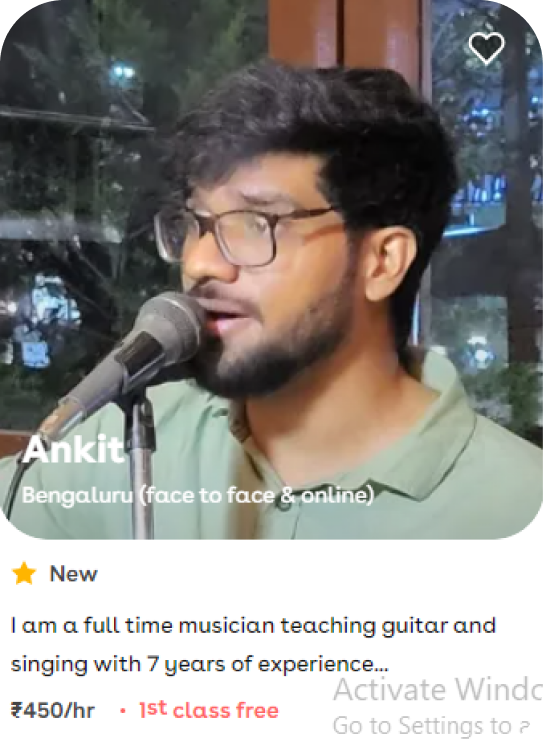 Ankit
Bengaluru (face to face & online)
New
I am a full time musician teaching guitar and
singing with 7 years of experience...
₹450/hr • 1st class free
Activate Windo
Go to Settings to a